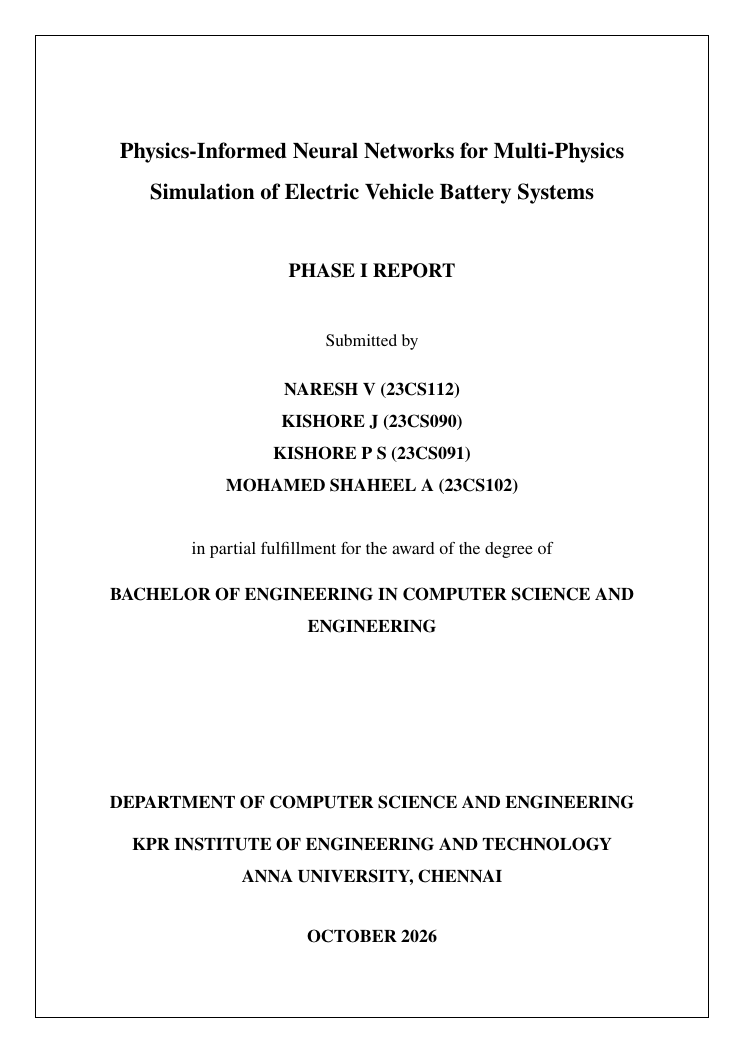 Physics-Informed Neural Networks for Multi-Physics
Simulation of Electric Vehicle Battery Systems
PHASE I REPORT
Submitted by
NARESH V (23CS112)
KISHORE J (23CS090)
KISHORE P S (23CS091)
MOHAMED SHAHEEL A (23CS102)
in partial fulfillment for the award of the degree of
BACHELOR OF ENGINEERING IN COMPUTER SCIENCE AND
ENGINEERING
DEPARTMENT OF COMPUTER SCIENCE AND ENGINEERING
KPR INSTITUTE OF ENGINEERING AND TECHNOLOGY
ANNA UNIVERSITY, CHENNAI
OCTOBER 2026